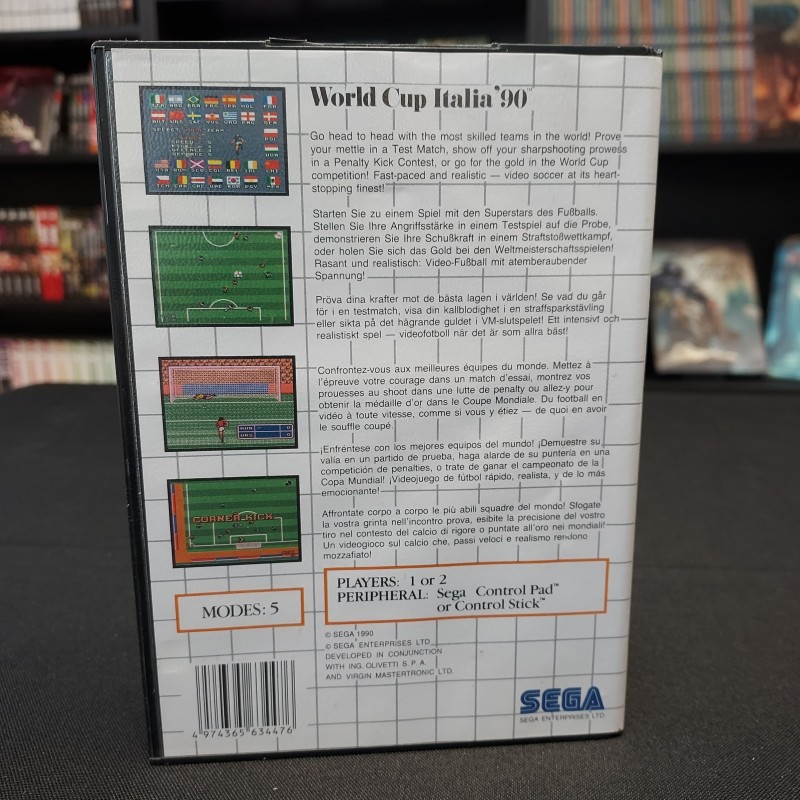 World Cup Italia '90™
Go head to head with the most skilled teams in the world! Prove
your mettle in a Test Match, show off your sharpshooting prowess
in a Penalty Kick Contest, or go for the gold in the World Cup
competition! Fast-paced and realistic — video soccer at its heart-
stopping finest!
Starten Sie zu einem Spiel mit den Superstars des Fußballs.
Stellen Sie Ihre Angriffsstärke in einem Testspiel auf die Probe,
demonstrieren Sie Ihre Schußkraft in einem Straftstoßwettkampf,
oder holen Sie sich das Gold bei den Weltmeisterschaftsspielen!
Rasant und realistisch: Video-Fußball mit atemberaubender
Spannung!
Pröva dina krafter mot de bästa lagen i världen! Se vad du går
för i en testmatch, visa din kallblodighet i en straffsparkstävling
eller sikta på det hägrande guldet i VM-slutspelet! Ett intensivt och
realistiskt spel — videofotboll när det är som allra bäst!
Confrontez-vous aux meilleures équipes du monde. Mettez à
l'épreuve votre courage dans un match d'essai, montrez vos
prouesses au shoot dans une lutte de penalty ou allez-y pour
obtenir la médaille d'or dans le Coupe Mondiale. Du football en
vidéo à toute vitesse, comme si vous y étiez — de quoi en avoir
le souffle coupé.
¡Enfréntese con los mejores equipos del mundo! ¡Demuestre su
valía en un partido de prueba, haga alarde de su puntería en una
competición de penalties, o trate de ganar el campeonato de la
Copa Mundial! ¡Videojuego de fútbol rápido, realista, y de lo más
emocionante!
Affrontate corpo a corpo le più abili squadre del mondo! Sfogate
la vostra grinta nell'incontro prova, esibite la precisione del vostro
tiro nel contesto del calcio di rigore o puntate all'oro nei mondiali!
Un videogioco sul calcio che, passi veloci e realismo rendono
mozzafiato!
CORNER KICK
MODES: 5
PLAYERS: 1 or 2
PERIPHERAL: Sega Control Pad™
or Control Stick™
© SEGA 1990
© SEGA ENTERPRISES LTD.
DEVELOPED IN CONJUNCTION
WITH ING. OLIVETTI S. P. A.
AND VIRGIN MASTERTRONIC LTD.
4 974365 634476
SEGA
SEGA ENTERPRISES LTD.